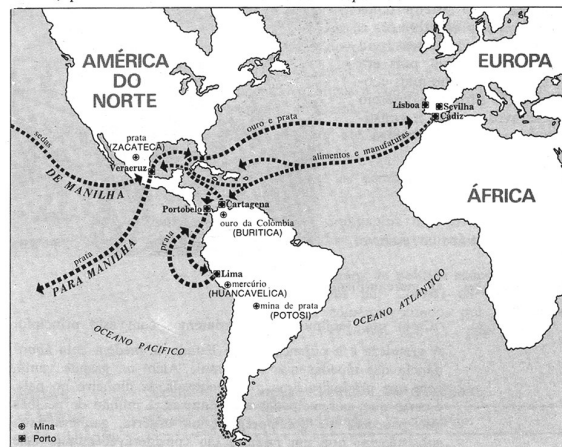 AMÉRICA
DO
NORTE
EUROPA
Lisboa
Sevilha
Cádiz
ouro e prata
sedas
prata
(ZACATECA)
Veracruz
alimentos e manufaturas
DE MANILHA
ÁFRICA
Portobelo
Cartagena
ouro da Colômbia
(BURITICA)
prata
prata
PARA MANILHA
Lima
mercúrio
(HUANCAVELICA)
mina de prata
(POTOSI)
OCEANO ATLÂNTICO
OCEANO PACÍFICO
Mina
Porto